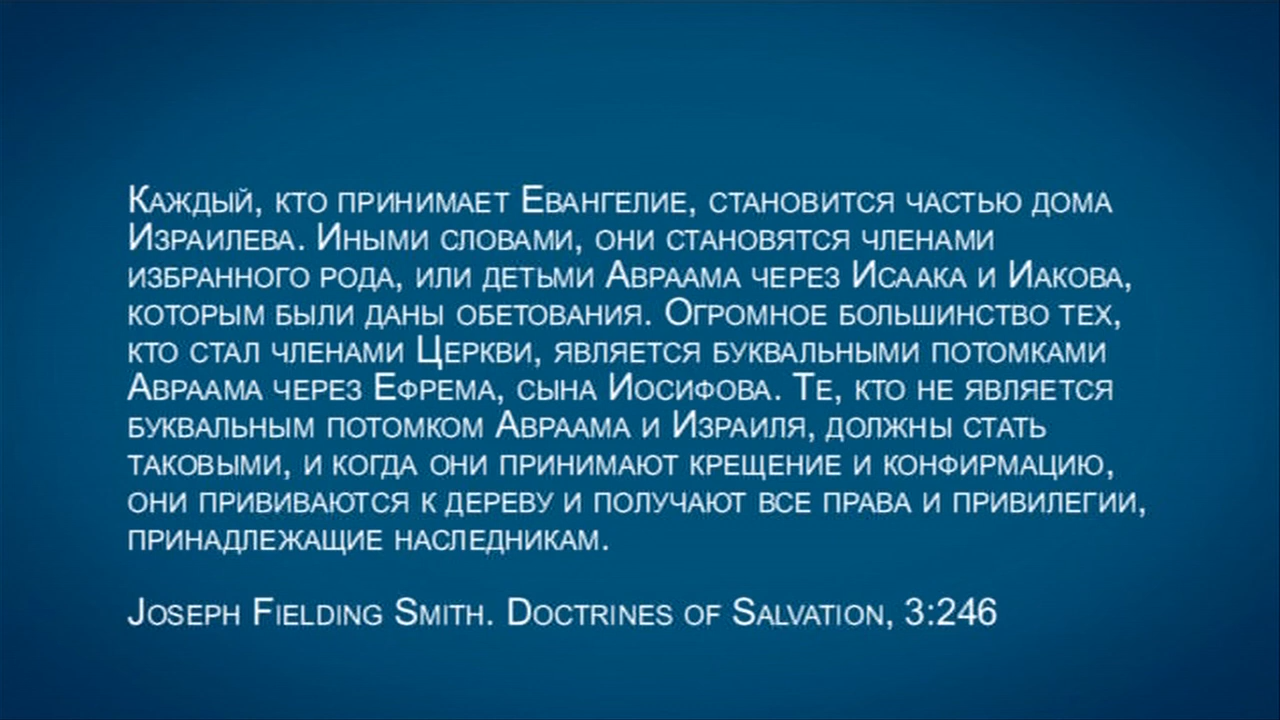 Каждый, кто принимает Евангелие, становится частью дома
Израилева. Иными словами, они становятся членами
избранного рода, или детьми Авраама через Исаака и Иакова,
которым были даны обетования. Огромное большинство тех,
кто стал членами Церкви, является буквальными потомками
Авраама через Ефрема, сына Иосифова. Те, кто не является
буквальным потомком Авраама и Израиля, должны стать
таковыми, и когда они принимают крещение и конфирмацию,
они прививаются к дереву и получают все права и привилегии,
принадлежащие наследникам.
Joseph Fielding Smith. Doctrines of Salvation, 3:246